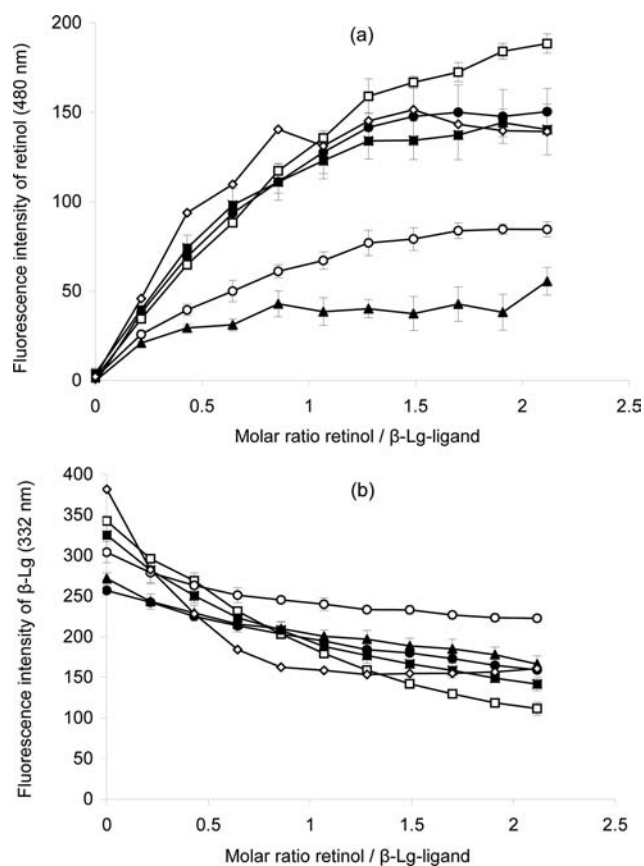 (a)
Fluorescence intensity of retinol (480 nm)
200
150
100
50
0
0 0.5 1 1.5 2 2.5
Molar ratio retinol / β-Lg-ligand
(b)
Fluorescence intensity of β-Lg (332 nm)
400
350
300
250
200
150
100
50
0
0 0.5 1 1.5 2 2.5
Molar ratio retinol / β-Lg-ligand